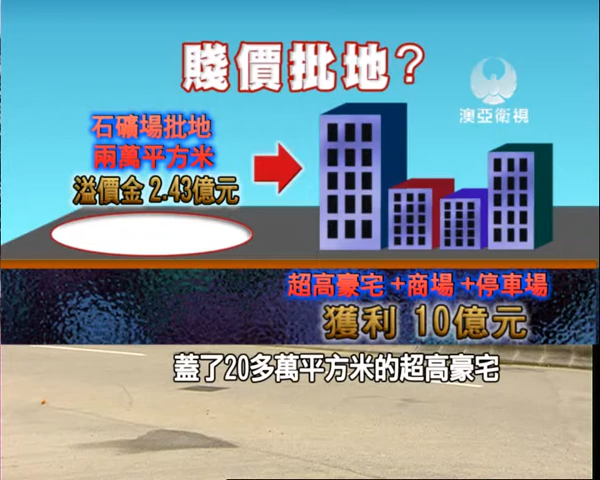 賤價批地?
澳亞衛視
石礦場批地
兩萬平方米
溢價金 2.43億元
超高豪宅+商場+停車場
獲利 10億元
蓋了20多萬平方米的超高豪宅